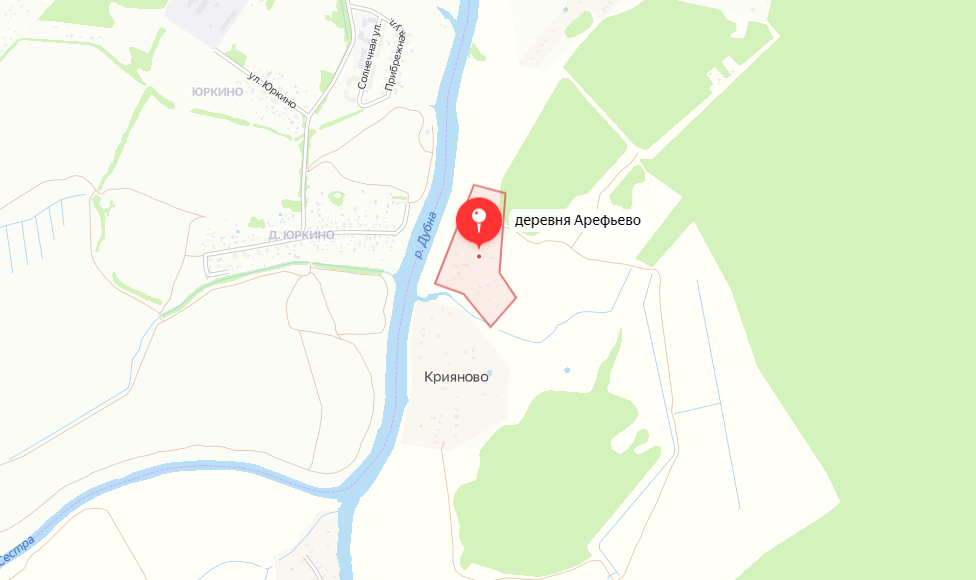 Солнечная ул.
Прибрежная ул.
ул. Юркино
ЮРКИНО
р. Дубна
деревня Арефьево
Д. ЮРКИНО
Крияново
Сестра